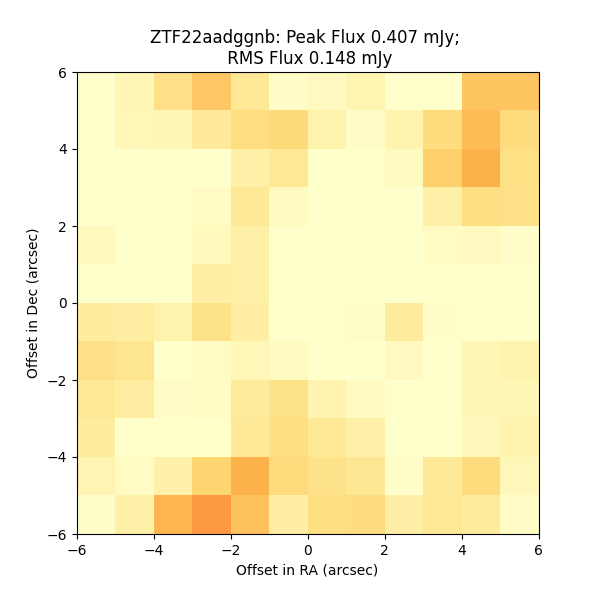 ZTF22aadggnb: Peak Flux 0.407 mJy;
RMS Flux 0.148 mJy
6
4
2
0
−2
−4
−6
Offset in Dec (arcsec)
−6 −4 −2 0 2 4 6
Offset in RA (arcsec)